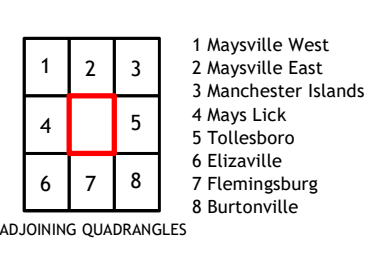 1 2 3
4 5
6 7 8
1 Maysville West
2 Maysville East
3 Manchester Islands
4 Mays Lick
5 Tollesboro
6 Elizaville
7 Flemingsburg
8 Burtonville
ADJOINING QUADRANGLES